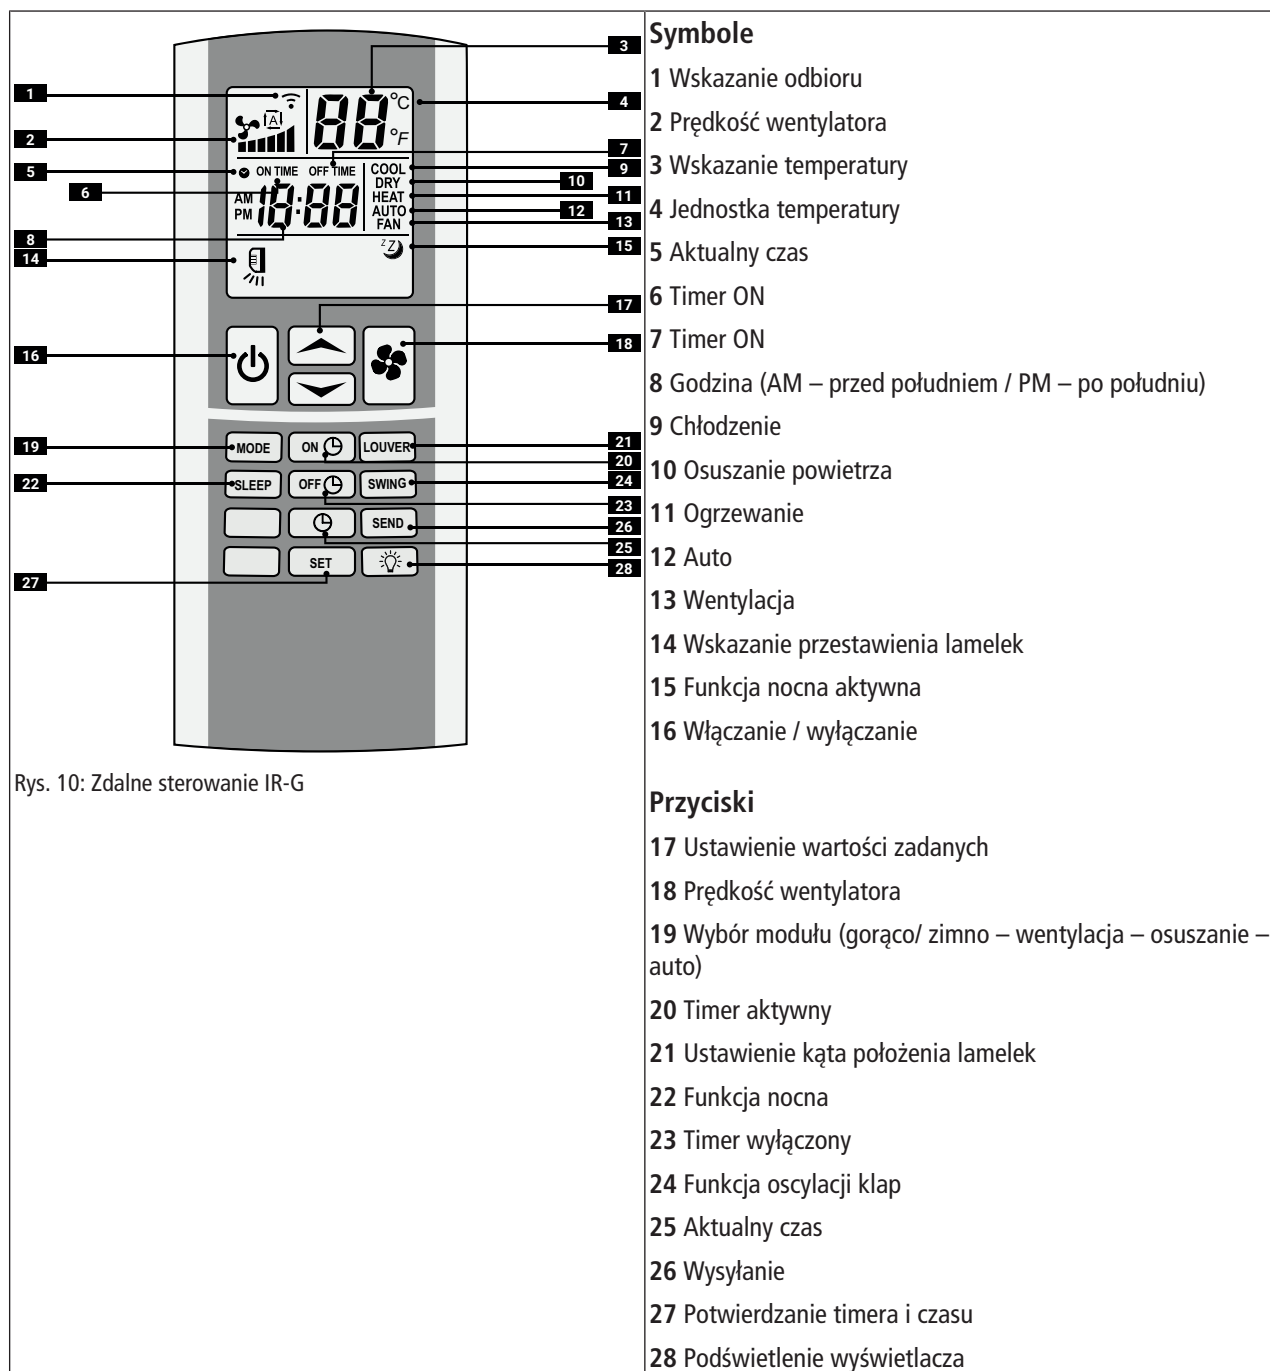 3
1
4
2
7
5
9
6
10
11
12
13
8
15
14
17
16
18
19
21
20
22
24
23
26
25
27
28
88 °C
°F
A
ON TIME OFF TIME
COOL
DRY
HEAT
AUTO
FAN
AM
PM
18:88
z Z
MODE
ON
LOUVER
SLEEP
OFF
SWING
SEND
SET
Rys. 10: Zdalne sterowanie IR-G
Symbole
1 Wskazanie odbioru
2 Prędkość wentylatora
3 Wskazanie temperatury
4 Jednostka temperatury
5 Aktualny czas
6 Timer ON
7 Timer ON
8 Godzina (AM – przed południem / PM – po południu)
9 Chłodzenie
10 Osuszanie powietrza
11 Ogrzewanie
12 Auto
13 Wentylacja
14 Wskazanie przestawienia lamelek
15 Funkcja nocna aktywna
16 Włączanie / wyłączanie
Przyciski
17 Ustawienie wartości zadanych
18 Prędkość wentylatora
19 Wybór modułu (gorąco/ zimno – wentylacja – osuszanie –
auto)
20 Timer aktywny
21 Ustawienie kąta położenia lamelek
22 Funkcja nocna
23 Timer wyłączony
24 Funkcja oscylacji klap
25 Aktualny czas
26 Wysyłanie
27 Potwierdzanie timera i czasu
28 Podświetlenie wyświetlacza